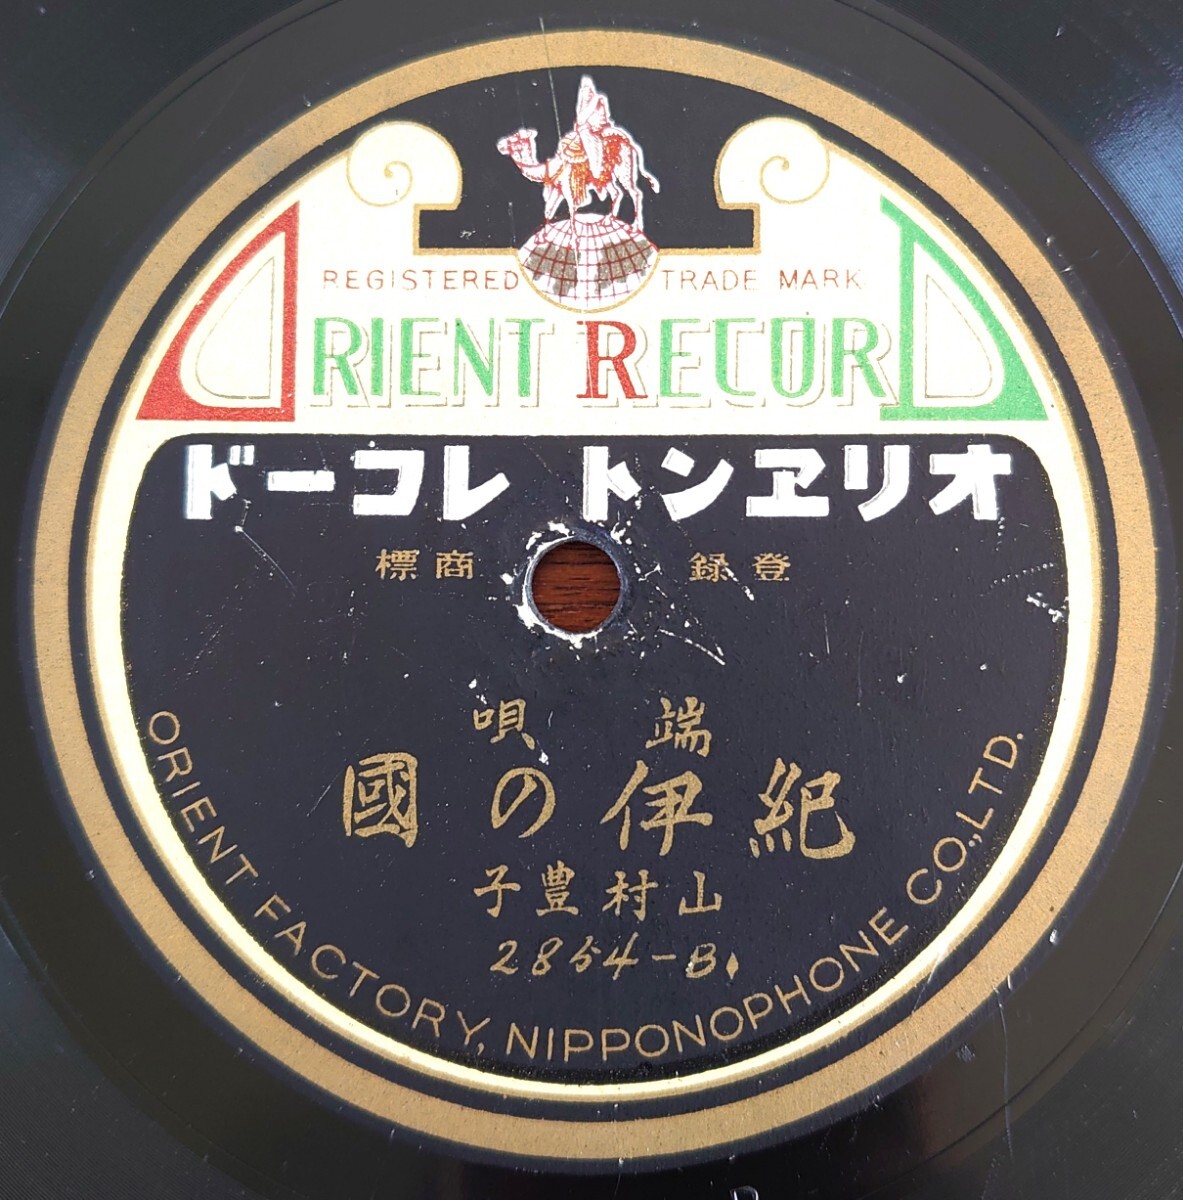 REGISTERED TRADE MARK
ORIENT RECORD
オリヱントレコード
登録商標
端唄
紀伊の國
山村豊子
2854-B
ORIENT FACTORY, NIPPONOPHONE CO., LTD.